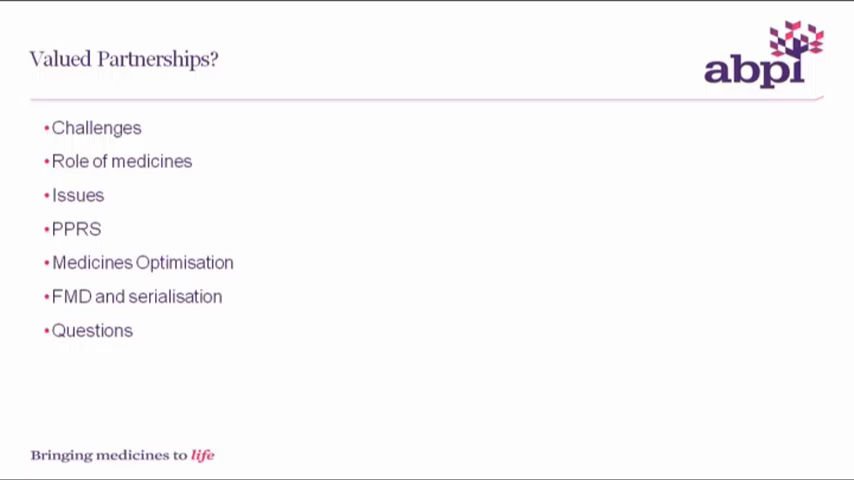 Valued Partnerships?
abpi
•Challenges
•Role of medicines
•Issues
•PPRS
•Medicines Optimisation
•FMD and serialisation
•Questions
Bringing medicines to life